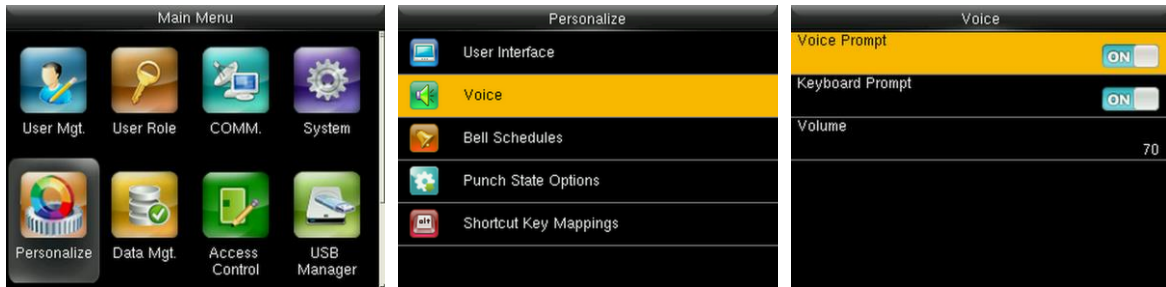 Main Menu
User Mgt.
User Role
COMM.
System
Personalize
Data Mgt.
Access
Control
USB
Manager
Personalize
User Interface
Voice
Bell Schedules
Punch State Options
alt
Shortcut Key Mappings
Voice
Voice Prompt
ON
Keyboard Prompt
ON
Volume
70